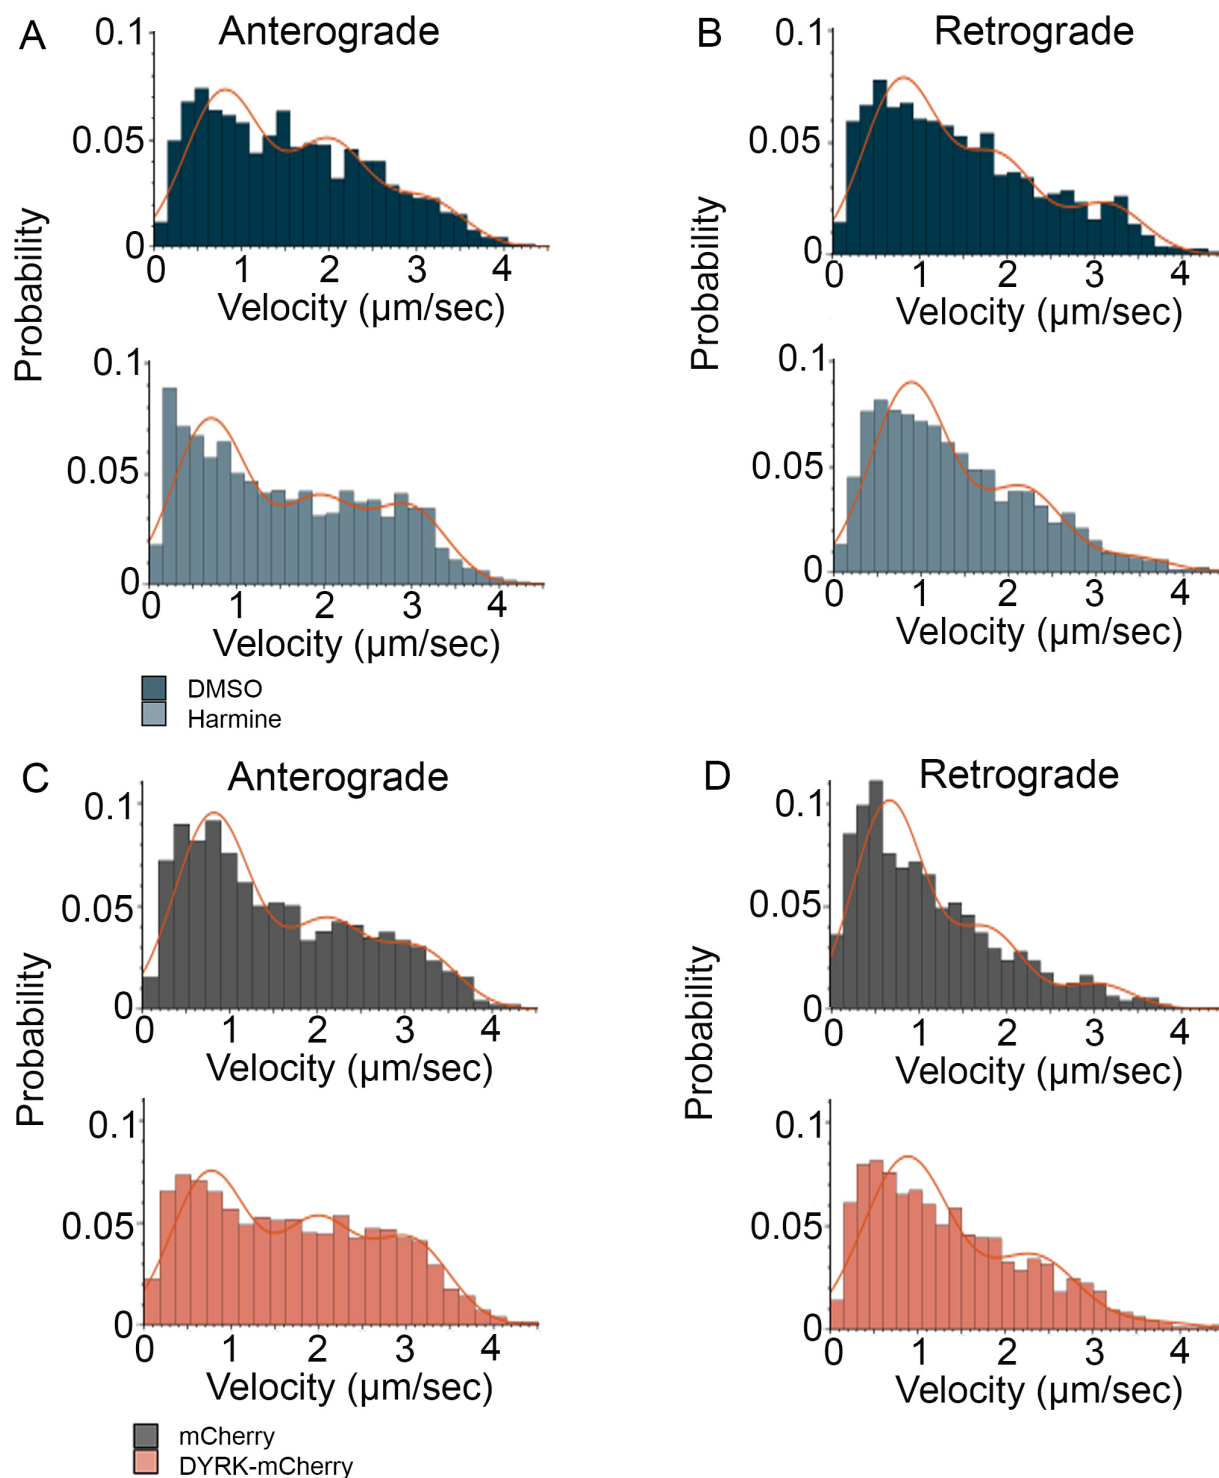 A
Anterograde
0.1
0.05
0
0 1 2 3 4
Velocity (µm/sec)
Probability
0.1
0.05
0
0 1 2 3 4
Velocity (µm/sec)
DMSO
Harmine
B
Retrograde
0.1
0.05
0
0 1 2 3 4
Velocity (µm/sec)
Probability
0.1
0.05
0
0 1 2 3 4
Velocity (µm/sec)
C
Anterograde
0.1
0.05
0
0 1 2 3 4
Velocity (µm/sec)
Probability
0.1
0.05
0
0 1 2 3 4
Velocity (µm/sec)
mCherry
DYRK-mCherry
D
Retrograde
0.1
0.05
0
0 1 2 3 4
Velocity (µm/sec)
Probability
0.1
0.05
0
0 1 2 3 4
Velocity (µm/sec)